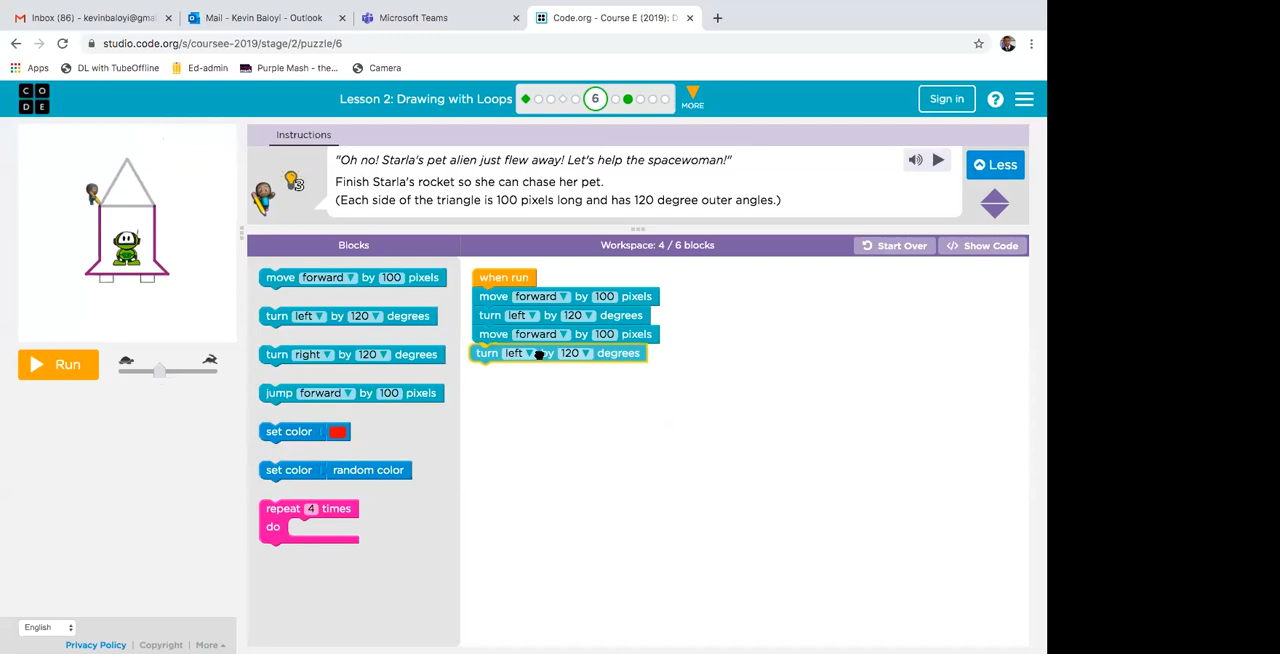 Inbox (86) - kevinbaloyi@gma
Mail - Kevin Baloyi - Outlook
Microsoft Teams
Code.org - Course E (2019): D
studio.code.org/s/coursee-2019/stage/2/puzzle/6
Apps
DL with TubeOffline
Ed-admin
Purple Mash - the...
Camera
C O
D E
Lesson 2: Drawing with Loops
6
MORE
Sign in
?
Instructions
"Oh no! Starla's pet alien just flew away! Let's help the spacewoman!"
Less
3
Finish Starla's rocket so she can chase her pet.
(Each side of the triangle is 100 pixels long and has 120 degree outer angles.)
Blocks
Workspace: 4 / 6 blocks
Start Over
</> Show Code
move forward by 100 pixels
turn left by 120 degrees
turn right by 120 degrees
jump forward by 100 pixels
set color
set color random color
repeat 4 times
do
when run
move forward by 100 pixels
turn left by 120 degrees
move forward by 100 pixels
turn left by 120 degrees
Run
English
Privacy Policy | Copyright | More